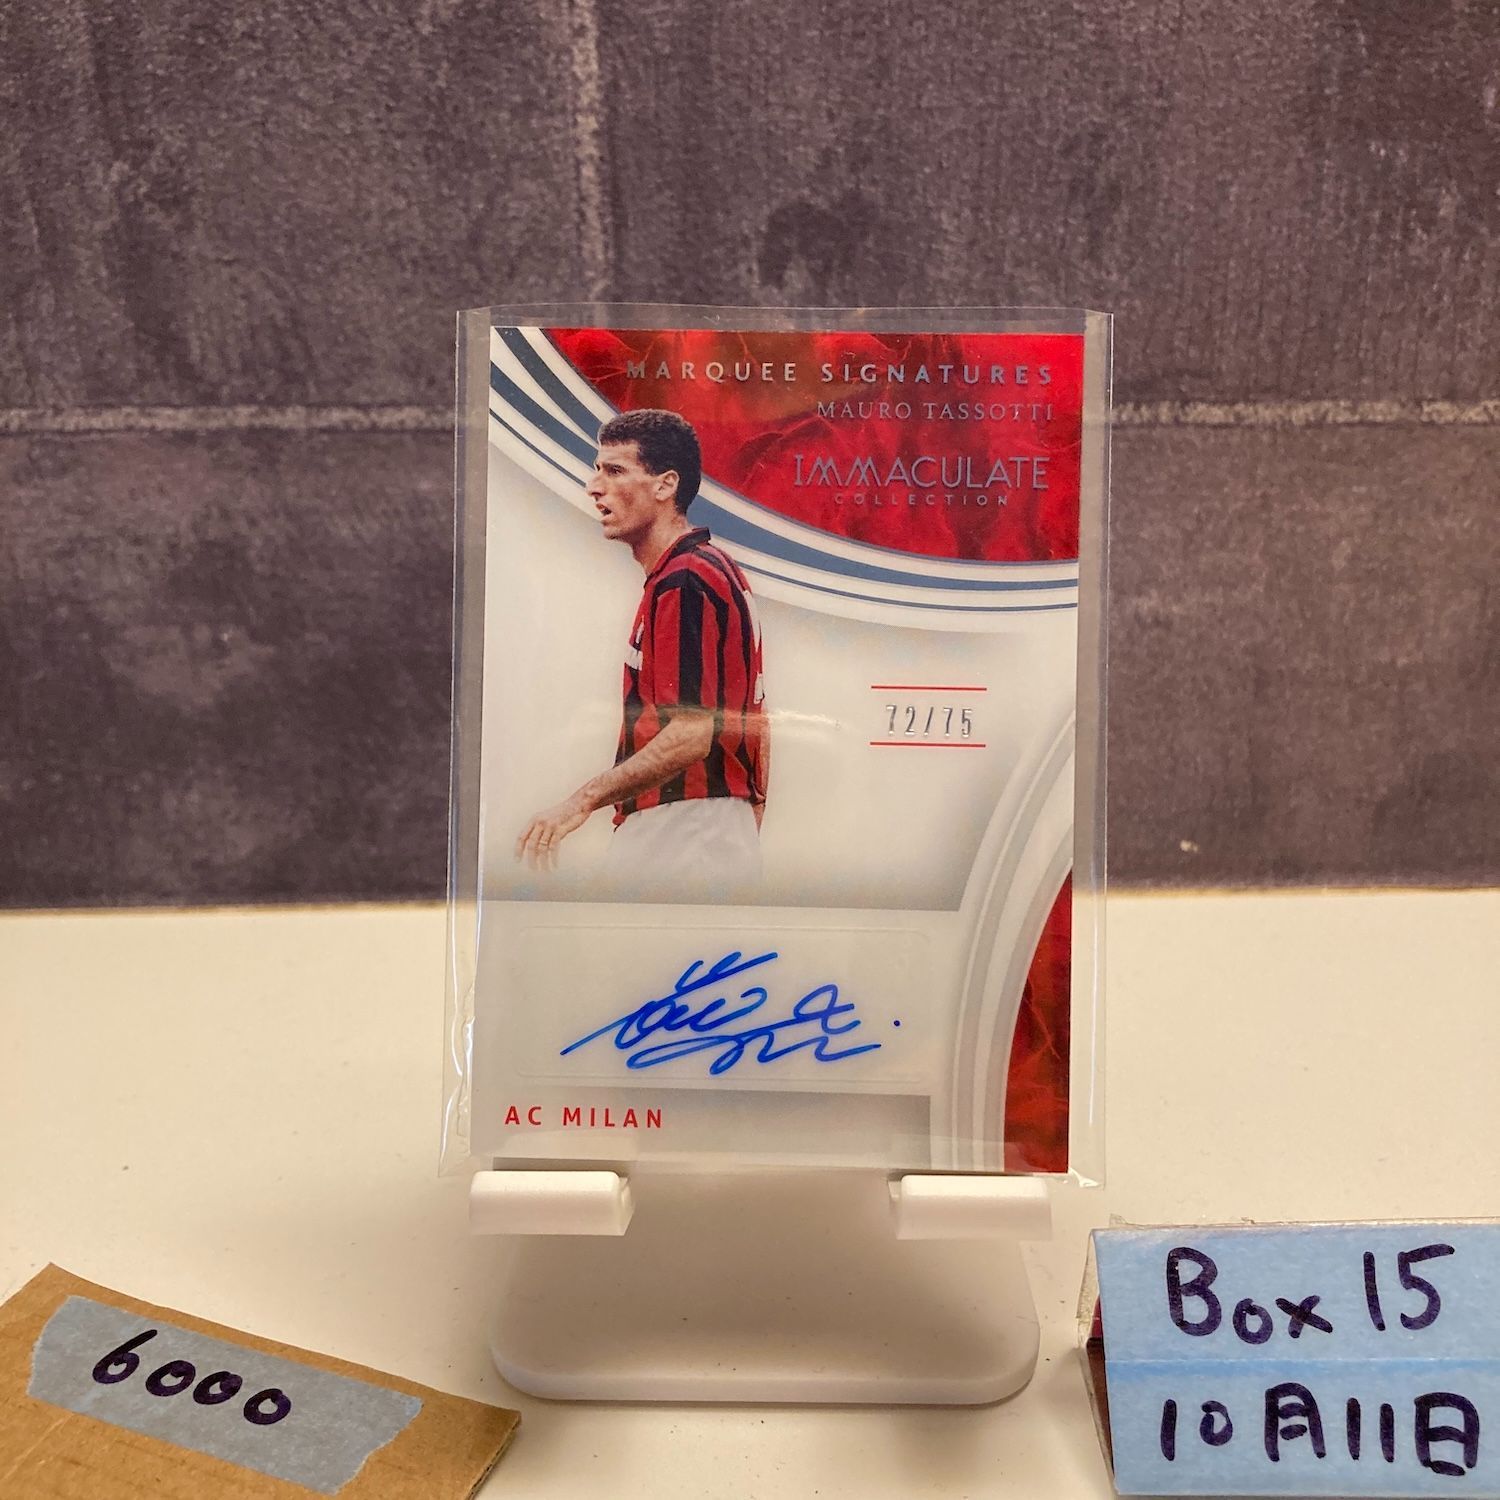 MARQUEE SIGNATURES
MAURO TASSOTTI
IMMACULATE
COLLECTION
72/75
AC MILAN
6000
Box 15
10月11日